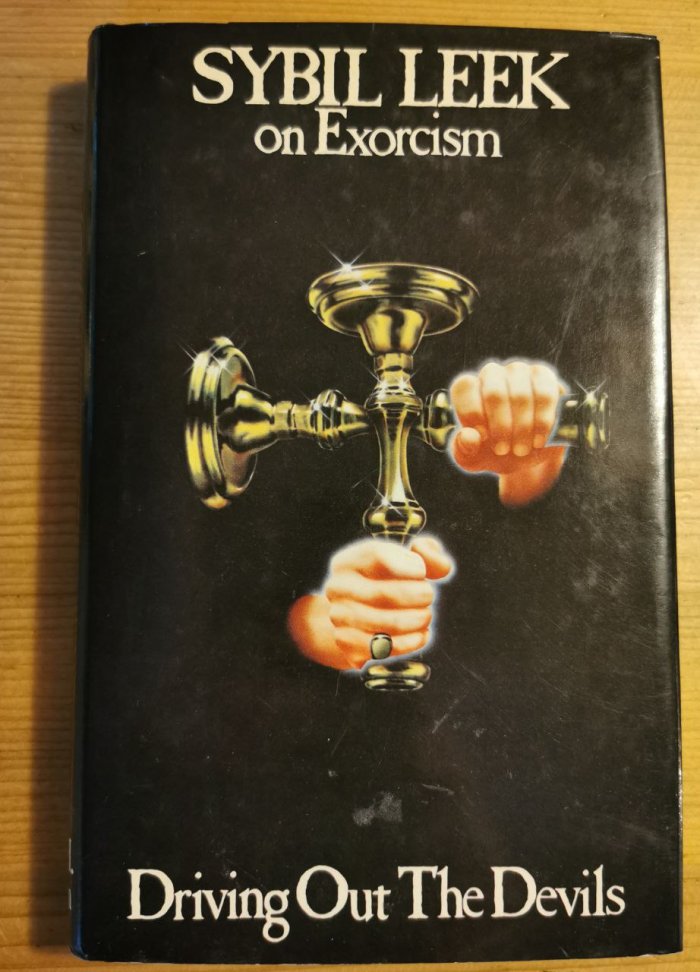 SYBIL LEEK
on Exorcism
Driving Out The Devils